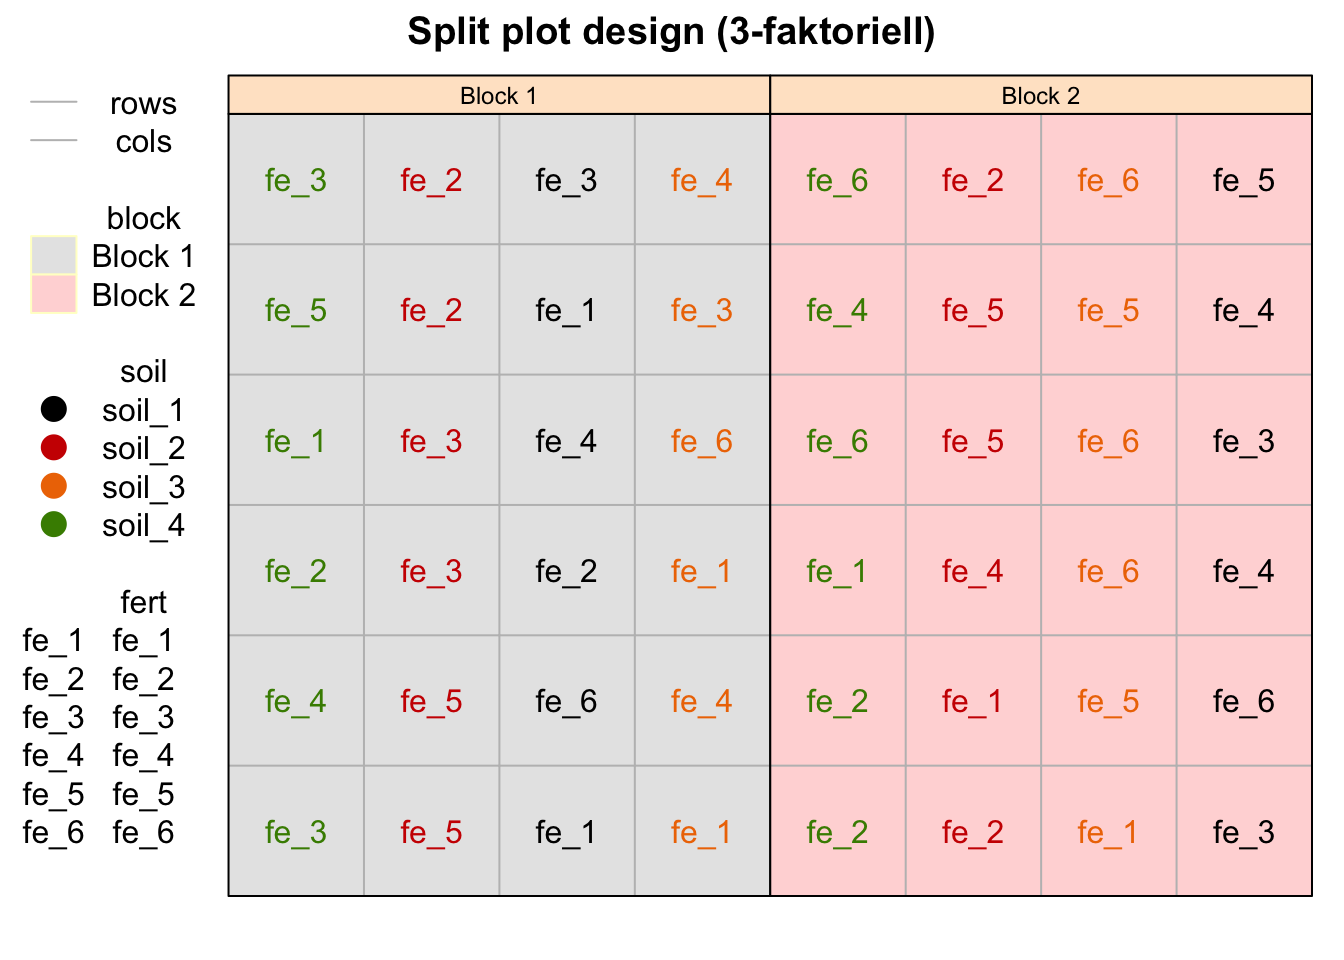 Split plot design (3-faktoriell)
rows
cols
block
Block 1
Block 2
soil
soil_1
soil_2
soil_3
soil_4
fert
fe_1 fe_1
fe_2 fe_2
fe_3 fe_3
fe_4 fe_4
fe_5 fe_5
fe_6 fe_6
Block 1 Block 2
fe_3 fe_2 fe_3 fe_4 fe_6 fe_2 fe_6 fe_5
fe_5 fe_2 fe_1 fe_3 fe_4 fe_5 fe_5 fe_4
fe_1 fe_3 fe_4 fe_6 fe_6 fe_5 fe_6 fe_3
fe_2 fe_3 fe_2 fe_1 fe_1 fe_4 fe_6 fe_4
fe_4 fe_5 fe_6 fe_4 fe_2 fe_1 fe_5 fe_6
fe_3 fe_5 fe_1 fe_1 fe_2 fe_2 fe_1 fe_3